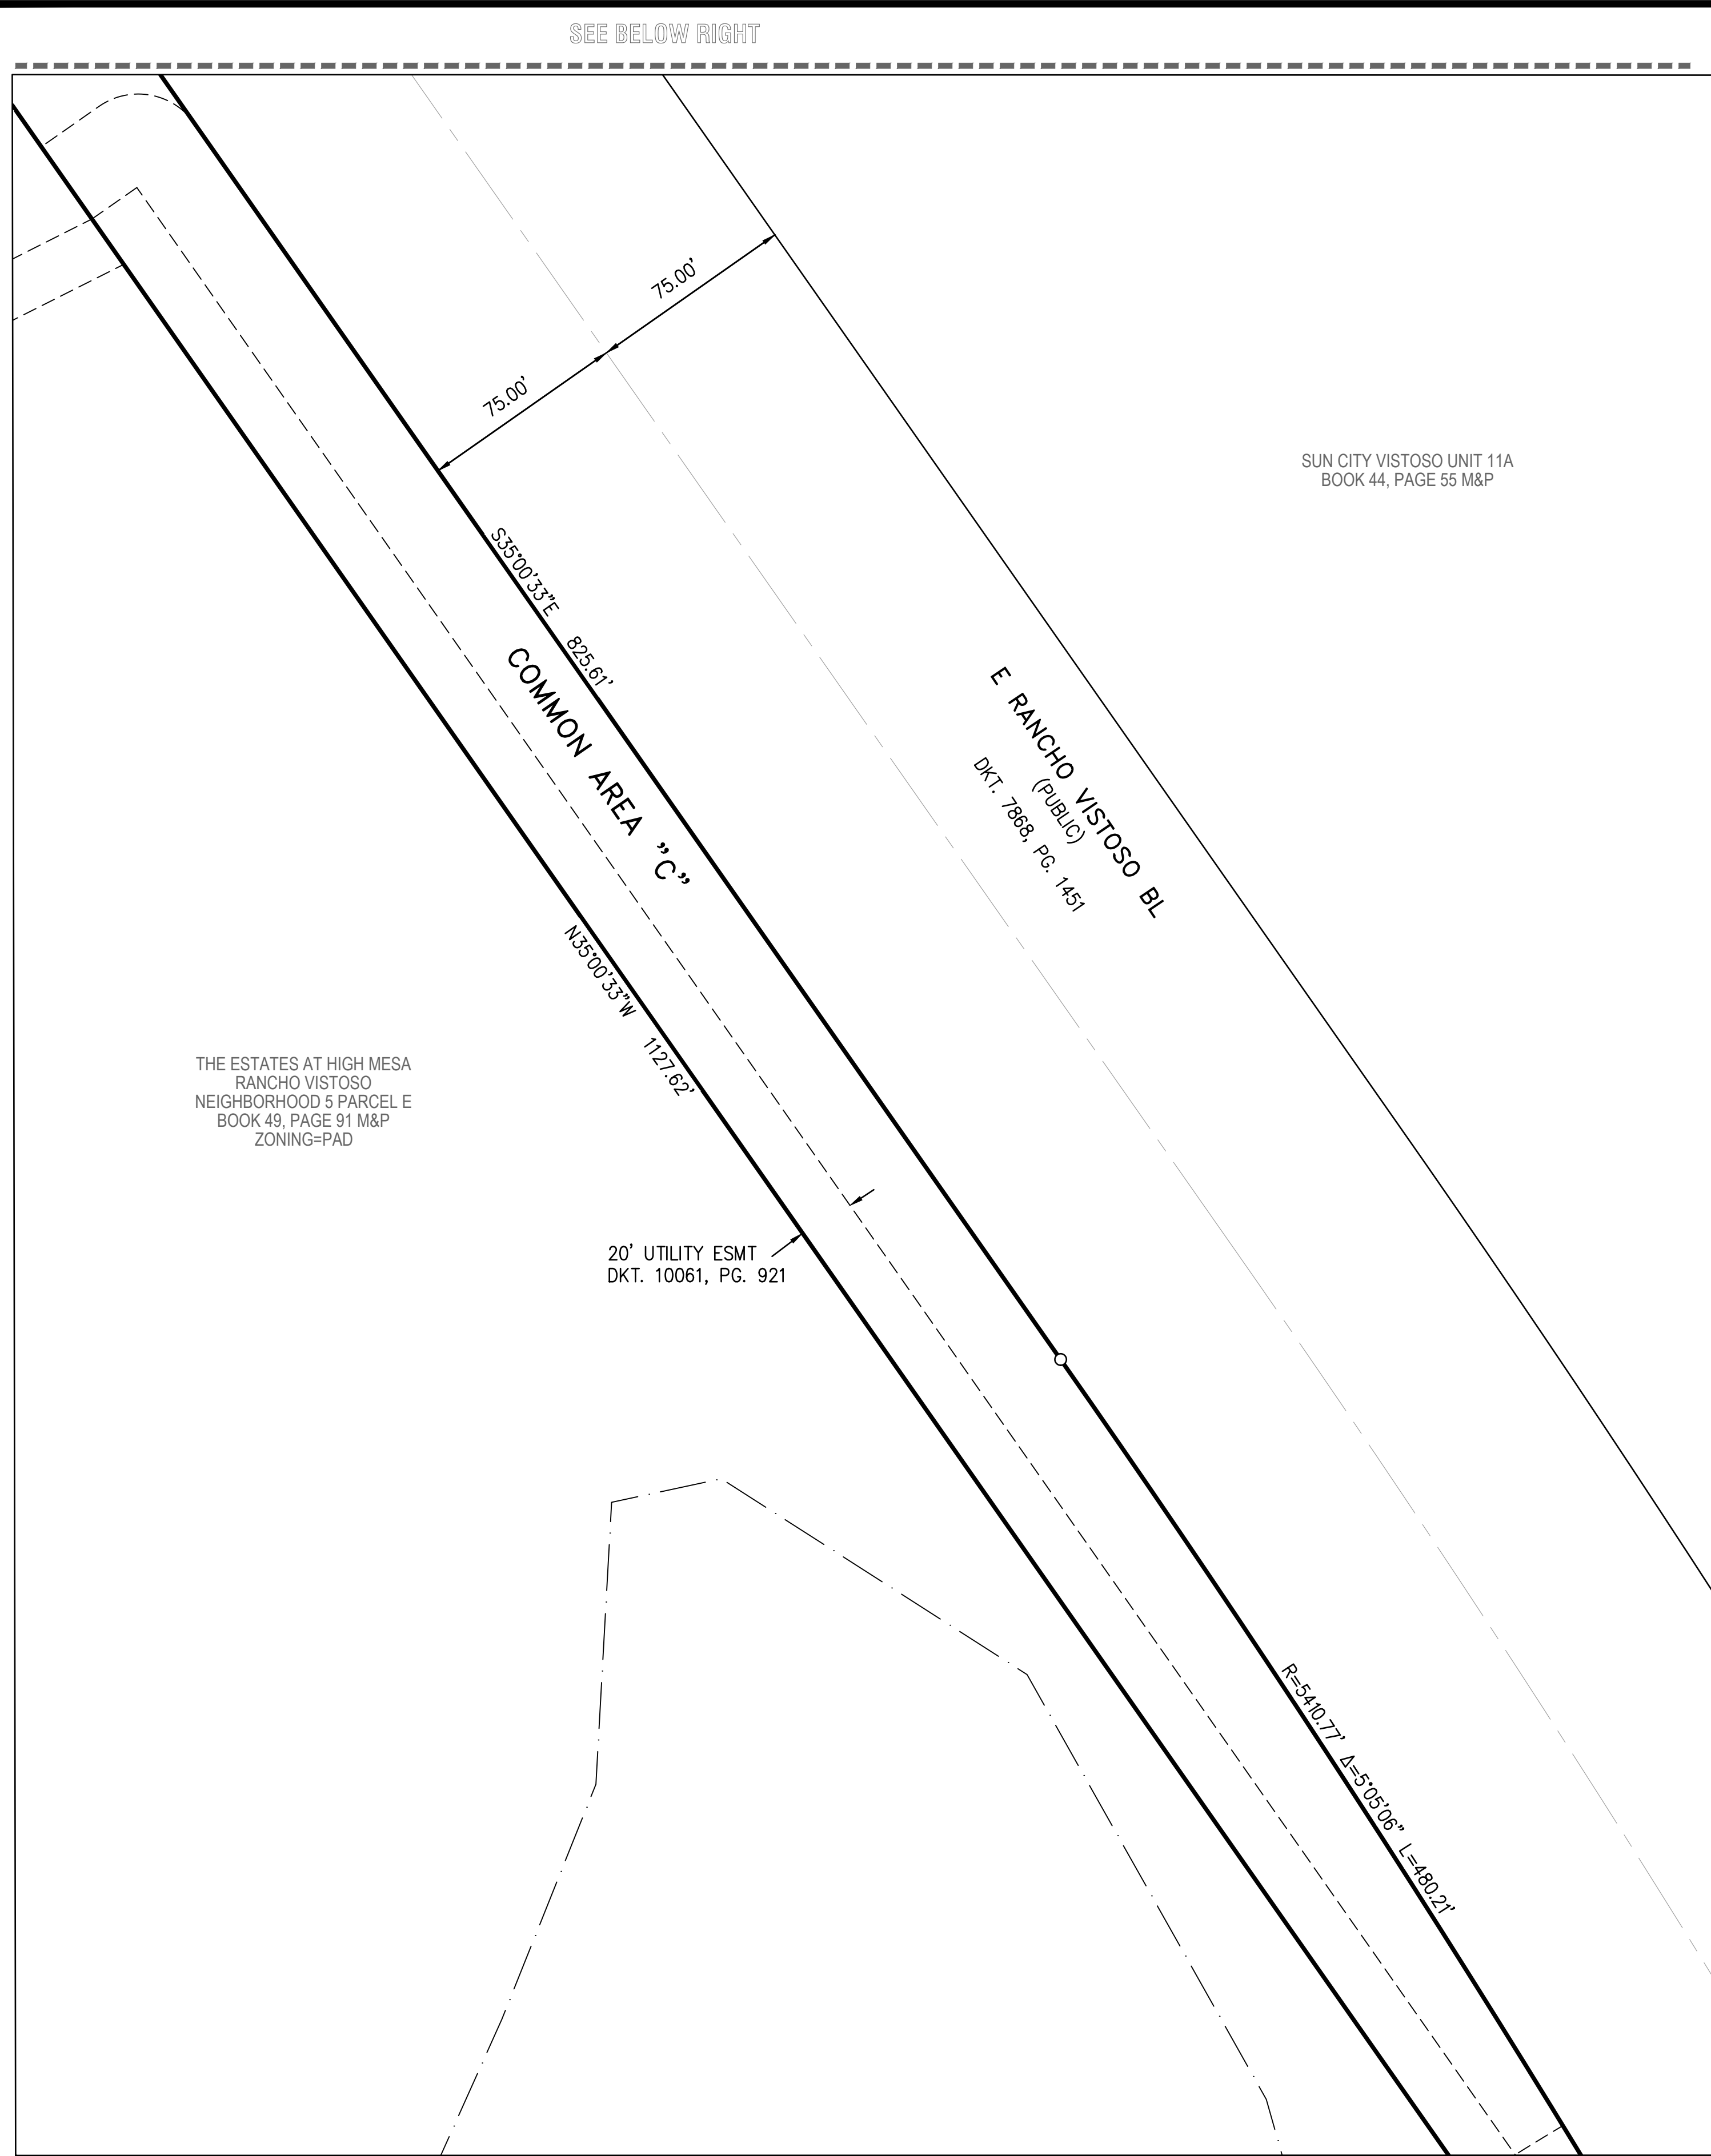 SEE BELOW RIGHT
75.00'
75.00'
SUN CITY VISTOSO UNIT 11A
BOOK 44, PAGE 55 M&P
S35°00'33"E 825.61'
COMMON AREA "C"
E RANCHO VISTOSO BL
(PUBLIC)
DKT. 7868, PG. 1451
N35°00'33"W 1127.62'
THE ESTATES AT HIGH MESA
RANCHO VISTOSO
NEIGHBORHOOD 5 PARCEL E
BOOK 49, PAGE 91 M&P
ZONING=PAD
20' UTILITY ESMT
DKT. 10061, PG. 921
R=5410.77' Δ=5°05'06" L=480.21'